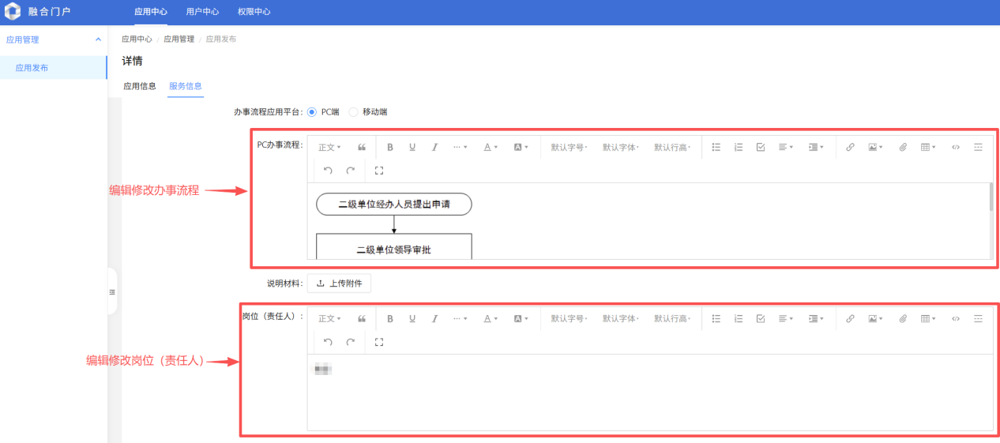 融合门户
应用中心 用户中心 权限中心
应用管理
应用发布
应用中心 / 应用管理 / 应用发布
详情
应用信息 服务信息
办事流程应用平台: PC端 移动端
PC办事流程:
正文 B U I ··· A A 默认字号 默认字体 默认行高
编辑修改办事流程
二级单位经办人员提出申请
二级单位领导审批
说明材料: 上传附件
岗位（责任人）:
正文 B U I ··· A A 默认字号 默认字体 默认行高
编辑修改岗位（责任人）